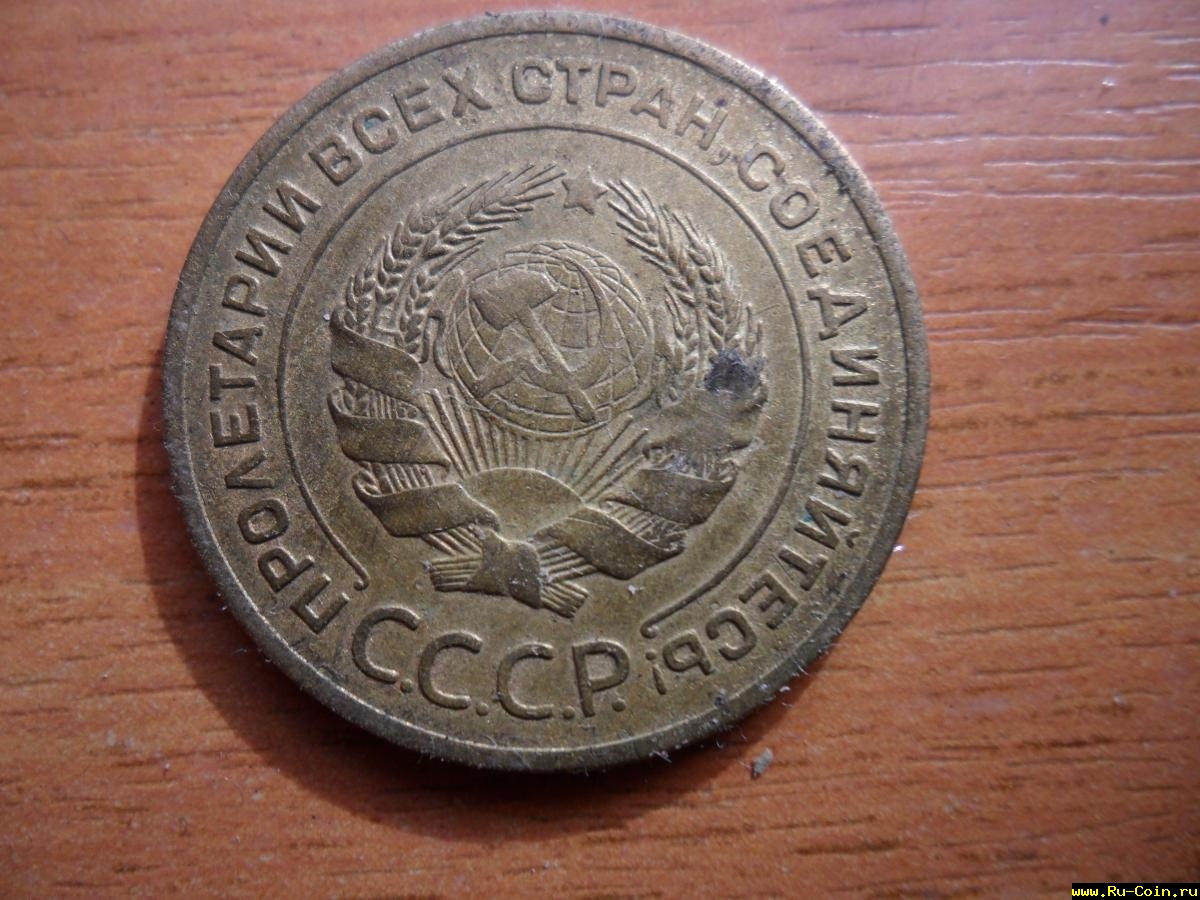 ПРОЛЕТАРИИ ВСЕХ СТРАН, СОЕДИНЯЙТЕСЬ!
С.С.С.Р.
www.Ru-Coin.ru